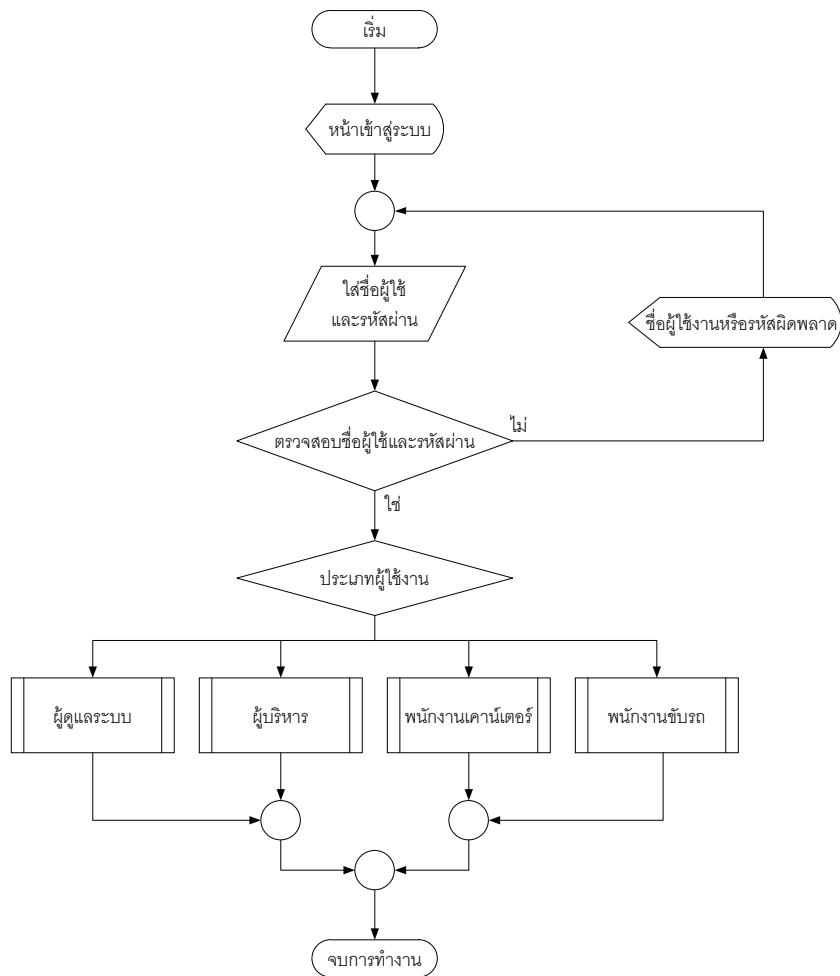 เริ่ม
หน้าเข้าสู่ระบบ
ใส่ชื่อผู้ใช้
และรหัสผ่าน
ชื่อผู้ใช้งานหรือรหัสผิดพลาด
ตรวจสอบชื่อผู้ใช้และรหัสผ่าน
ไม่
ใช่
ประเภทผู้ใช้งาน
ผู้ดูแลระบบ
ผู้บริหาร
พนักงานเคาน์เตอร์
พนักงานขับรถ
จบการทำงาน